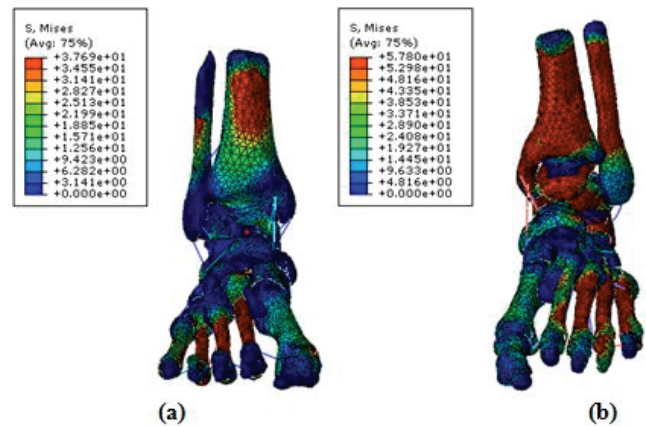 S, Mises
(Avg: 75%)
+3.769e+01
+3.455e+01
+3.141e+01
+2.827e+01
+2.513e+01
+2.199e+01
+1.885e+01
+1.571e+01
+1.256e+01
+9.423e+00
+6.282e+00
+3.141e+00
+0.000e+00
S, Mises
(Avg: 75%)
+5.780e+01
+5.298e+01
+4.816e+01
+4.335e+01
+3.853e+01
+3.371e+01
+2.890e+01
+2.408e+01
+1.927e+01
+1.445e+01
+9.633e+00
+4.816e+00
+0.000e+00
(a)
(b)